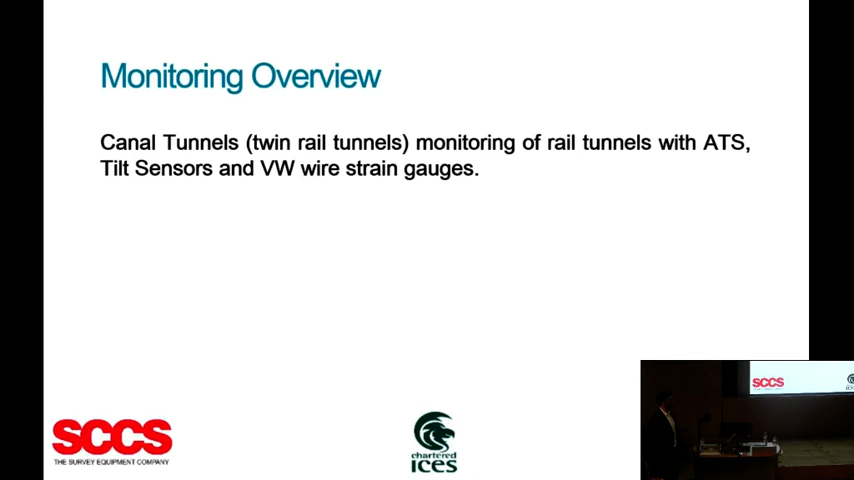 Monitoring Overview
Canal Tunnels (twin rail tunnels) monitoring of rail tunnels with ATS,
Tilt Sensors and VW wire strain gauges.
SCCS
THE SURVEY EQUIPMENT COMPANY
chartered
ICES
SCCS